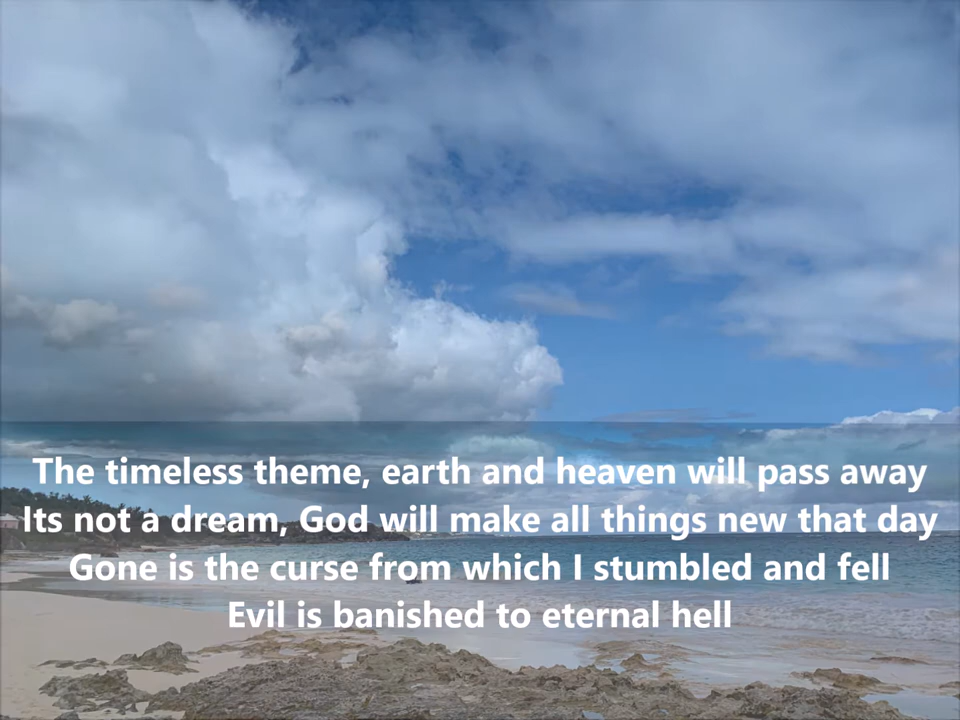 The timeless theme, earth and heaven will pass away
Its not a dream, God will make all things new that day
Gone is the curse from which I stumbled and fell
Evil is banished to eternal hell